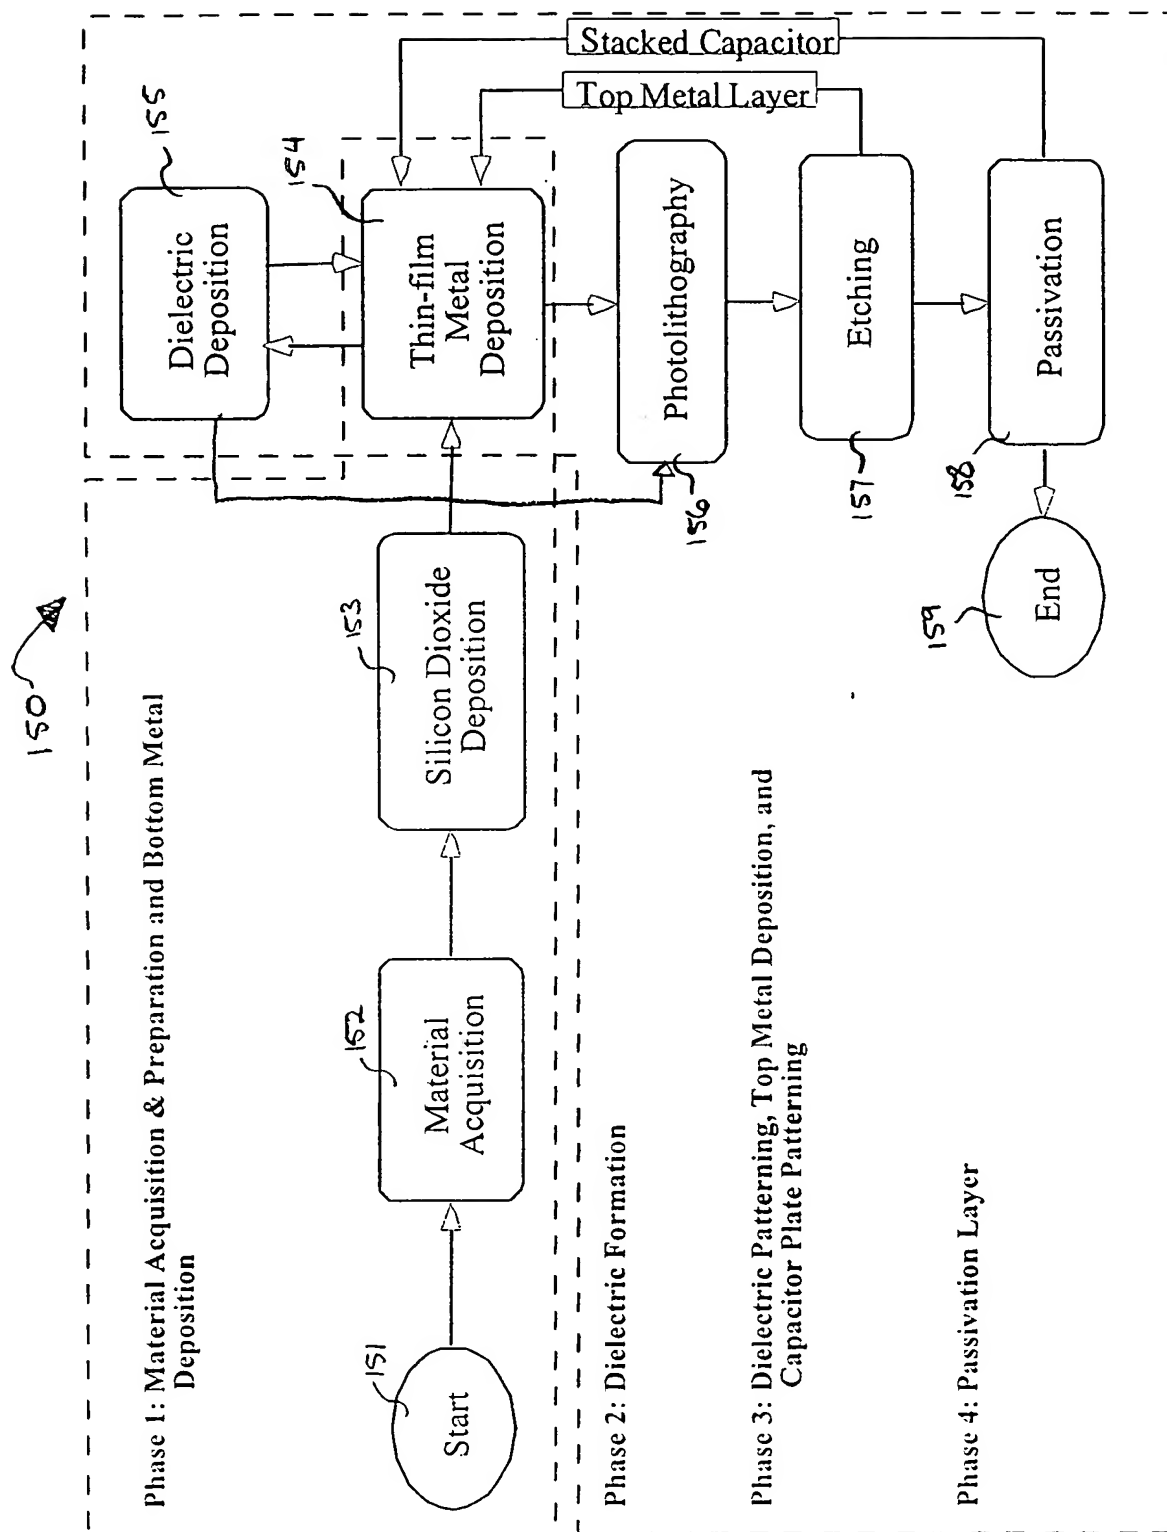 150
Phase 1: Material Acquisition & Preparation and Bottom Metal
Deposition
151
Start
152
Material
Acquisition
153
Silicon Dioxide
Deposition
154
Thin-film
Metal
Deposition
155
Dielectric
Deposition
Stacked Capacitor
Top Metal Layer
Phase 2: Dielectric Formation
156
Photolithography
Phase 3: Dielectric Patterning, Top Metal Deposition, and
Capacitor Plate Patterning
157
Etching
Phase 4: Passivation Layer
158
Passivation
159
End